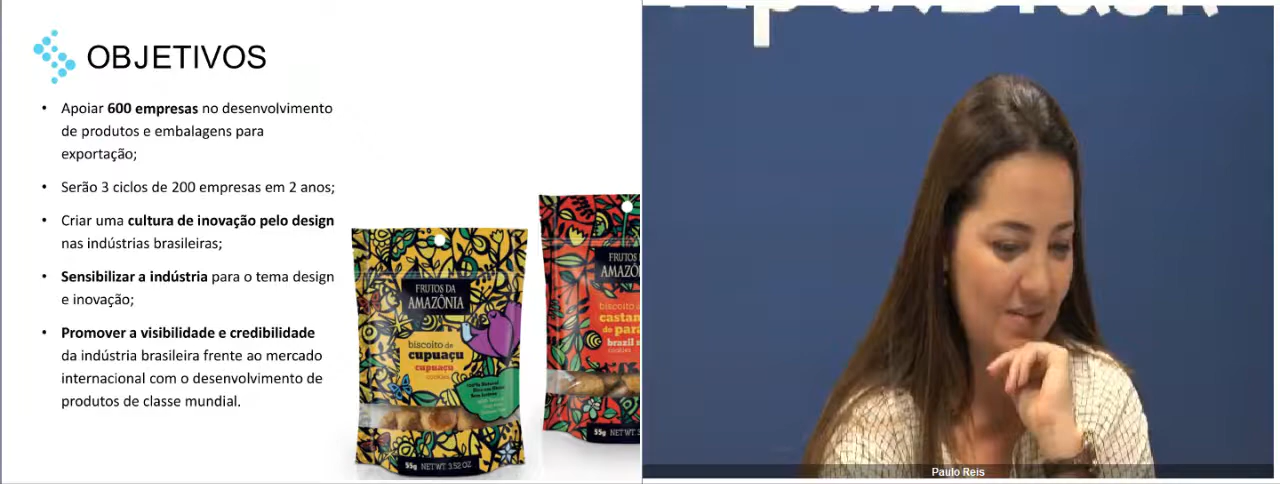 OBJETIVOS
• Apoiar 600 empresas no desenvolvimento
de produtos e embalagens para
exportação;
• Serão 3 ciclos de 200 empresas em 2 anos;
• Criar uma cultura de inovação pelo design
nas indústrias brasileiras;
• Sensibilizar a indústria para o tema design
e inovação;
• Promover a visibilidade e credibilidade
da indústria brasileira frente ao mercado
internacional com o desenvolvimento de
produtos de classe mundial.
FRUTOS DA
AMAZÔNIA
biscoito de
cupuaçu
cupuaçu
cookies
55g NET WT 3.52 OZ
FRUTOS
biscoito
do
brazil
cookies
55g NET WT
Paulo Reis